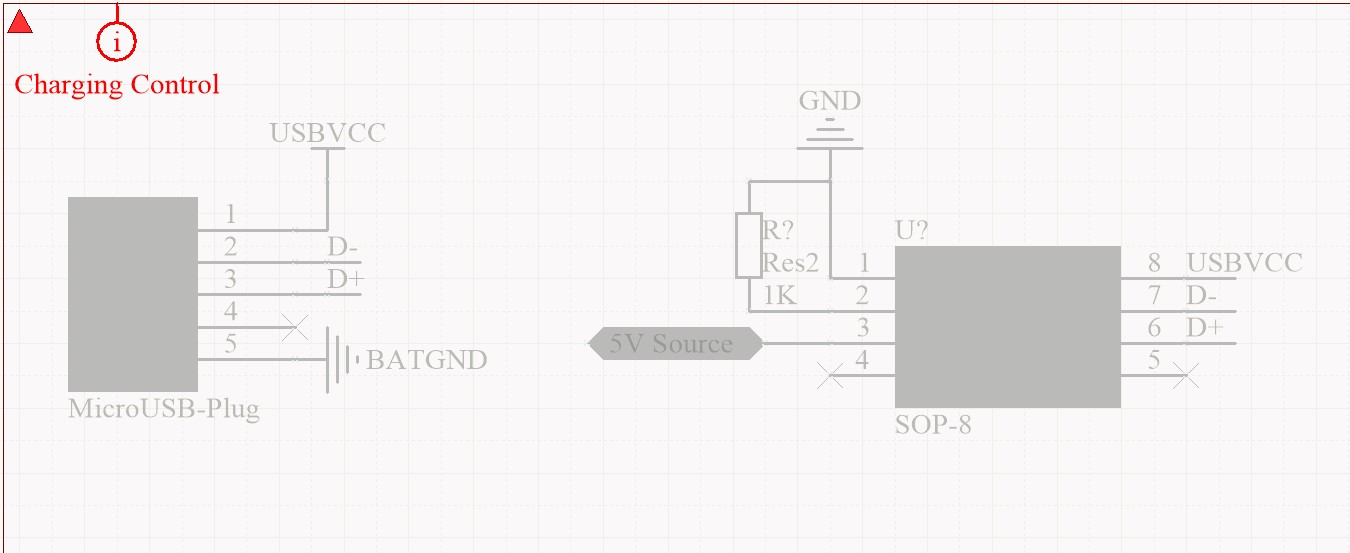 i
Charging Control
USBVCC
1
2
D-
3
D+
4
5
BATGND
MicroUSB-Plug
GND
R?
Res2
1K
5V Source
U?
1
2
3
4
8
USBVCC
7
D-
6
D+
5
SOP-8